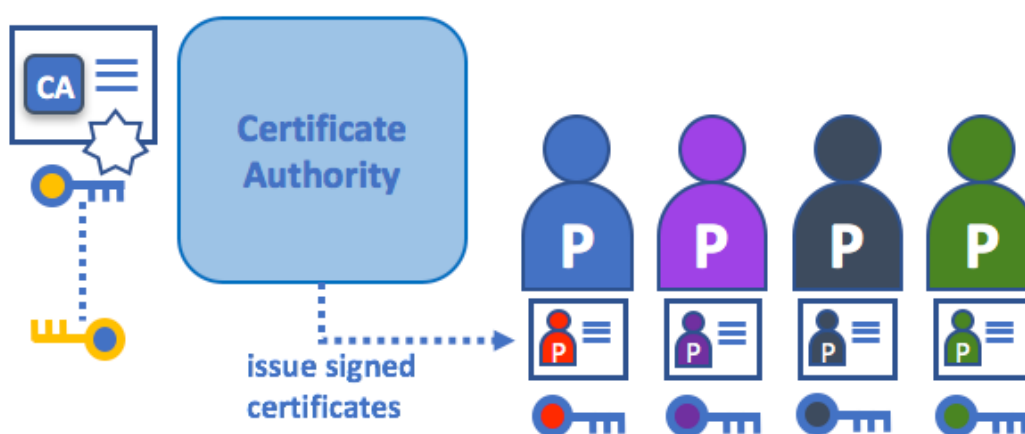 CA
Certificate
Authority
issue signed
certificates
P P P P
P P P P